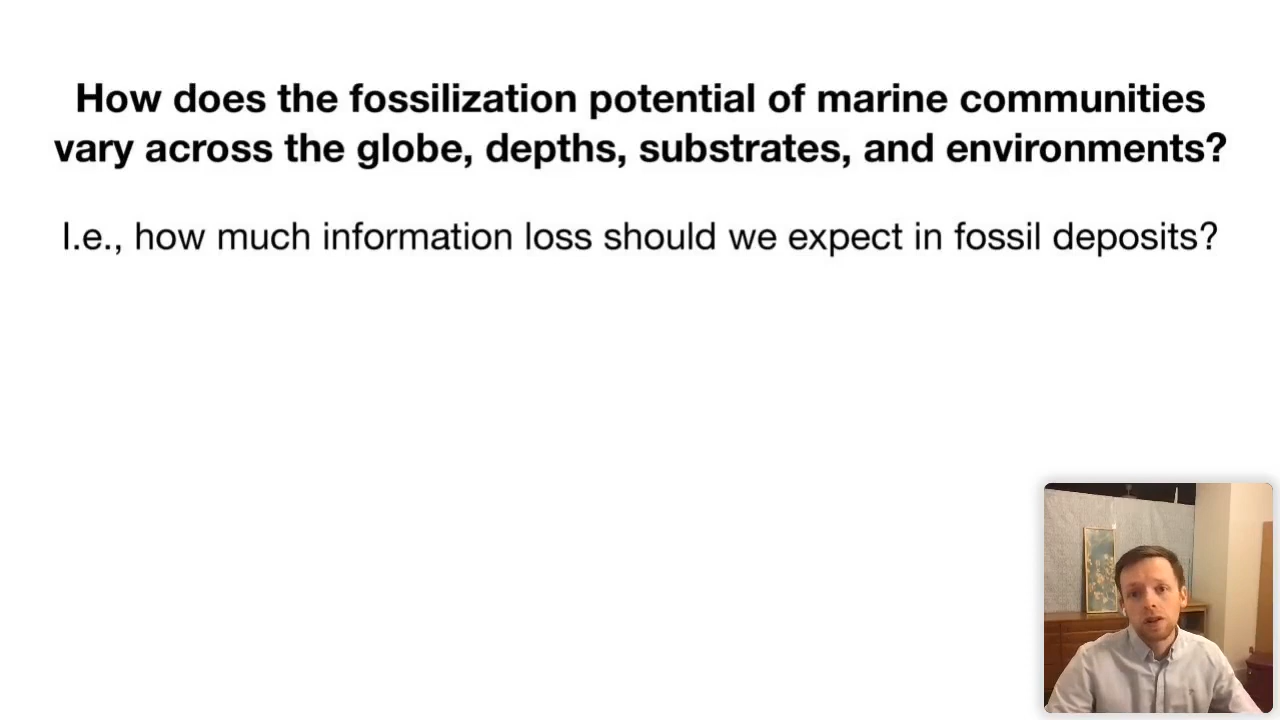 How does the fossilization potential of marine communities
vary across the globe, depths, substrates, and environments?
I.e., how much information loss should we expect in fossil deposits?